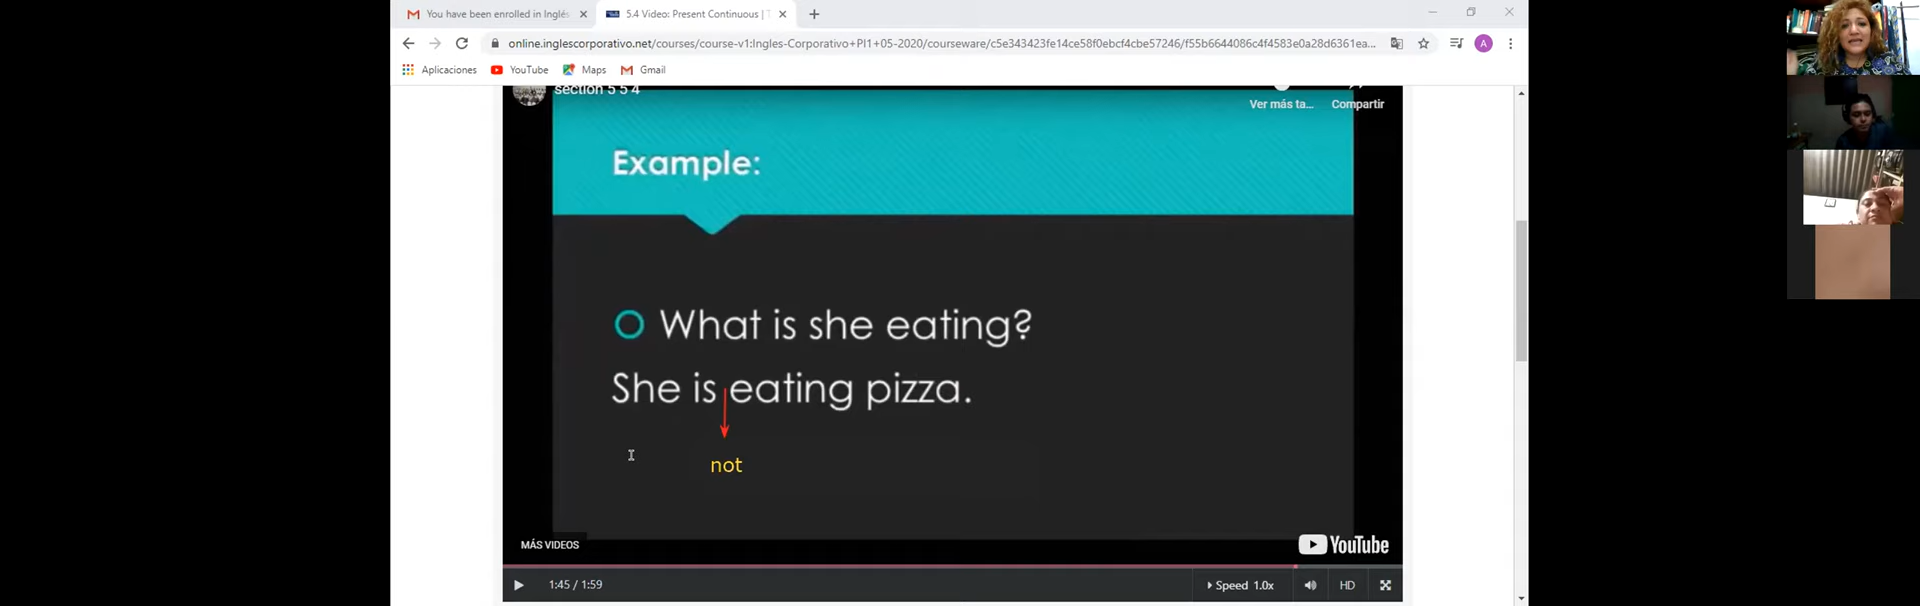 You have been enrolled in Inglés
5.4 Video: Present Continuous | T
online.inglescorporativo.net/courses/course-v1:Ingles-Corporativo+PI1+05-2020/courseware/c5e343423fe14ce58f0ebcf4cbe57246/f55b6644086c4f4583e0a28d6361ea...
A
Aplicaciones
YouTube
Maps
Gmail
section 5 5 4
Ver más ta...
Compartir
Example:
What is she eating?
She is eating pizza.
not
MÁS VIDEOS
YouTube
1:45 / 1:59
Speed 1.0x
HD